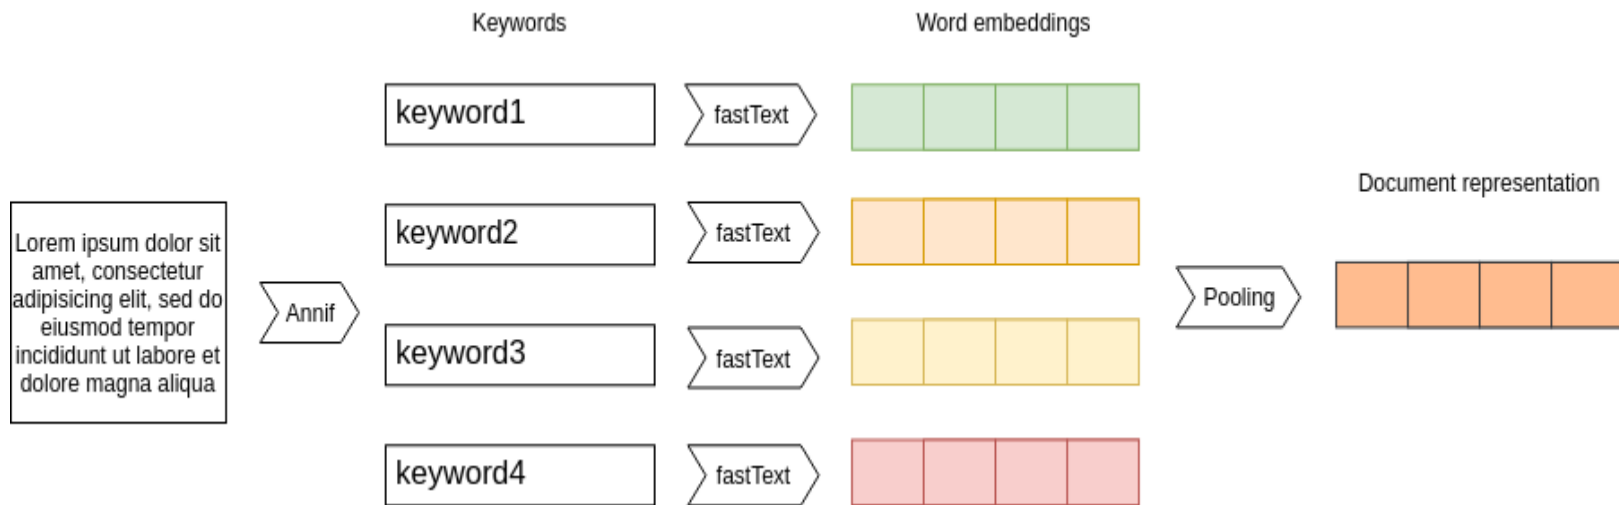 Keywords
Word embeddings
keyword1
fastText
Document representation
Lorem ipsum dolor sit
amet, consectetur
adipisicing elit, sed do
eiusmod tempor
incididunt ut labore et
dolore magna aliqua
Annif
keyword2
fastText
Pooling
keyword3
fastText
keyword4
fastText